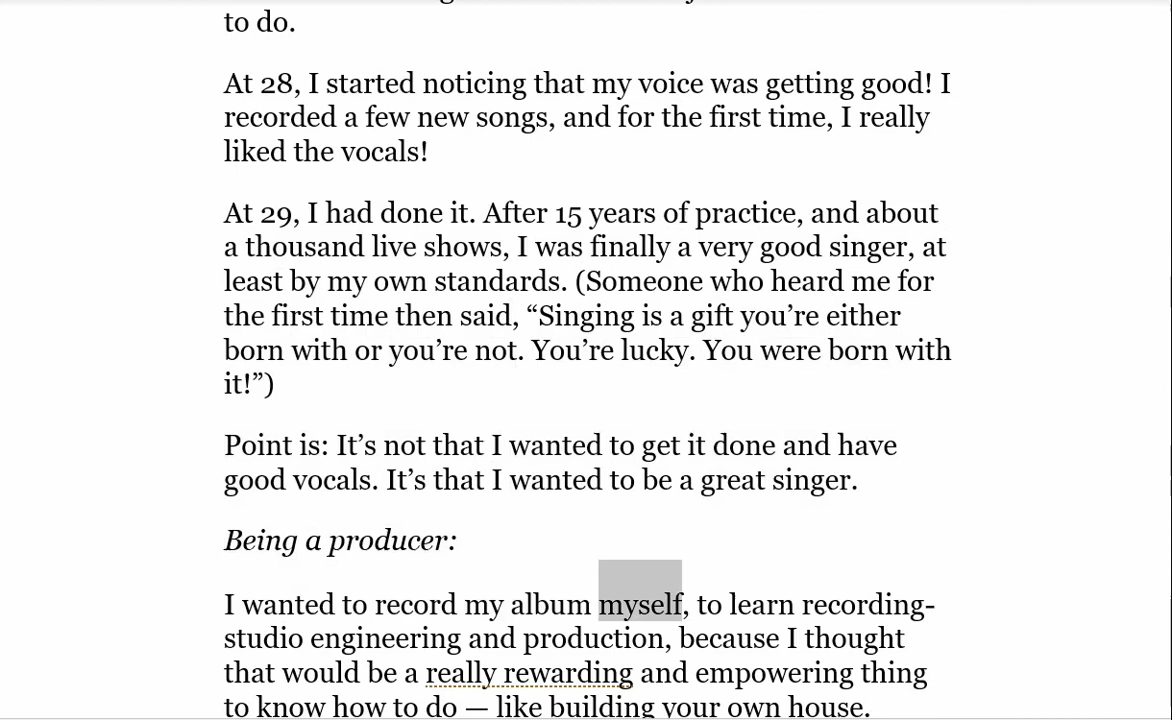 to do.
At 28, I started noticing that my voice was getting good! I
recorded a few new songs, and for the first time, I really
liked the vocals!
At 29, I had done it. After 15 years of practice, and about
a thousand live shows, I was finally a very good singer, at
least by my own standards. (Someone who heard me for
the first time then said, “Singing is a gift you’re either
born with or you’re not. You’re lucky. You were born with
it!”)
Point is: It’s not that I wanted to get it done and have
good vocals. It’s that I wanted to be a great singer.
Being a producer:
I wanted to record my album myself, to learn recording-
studio engineering and production, because I thought
that would be a really rewarding and empowering thing
to know how to do — like building your own house.